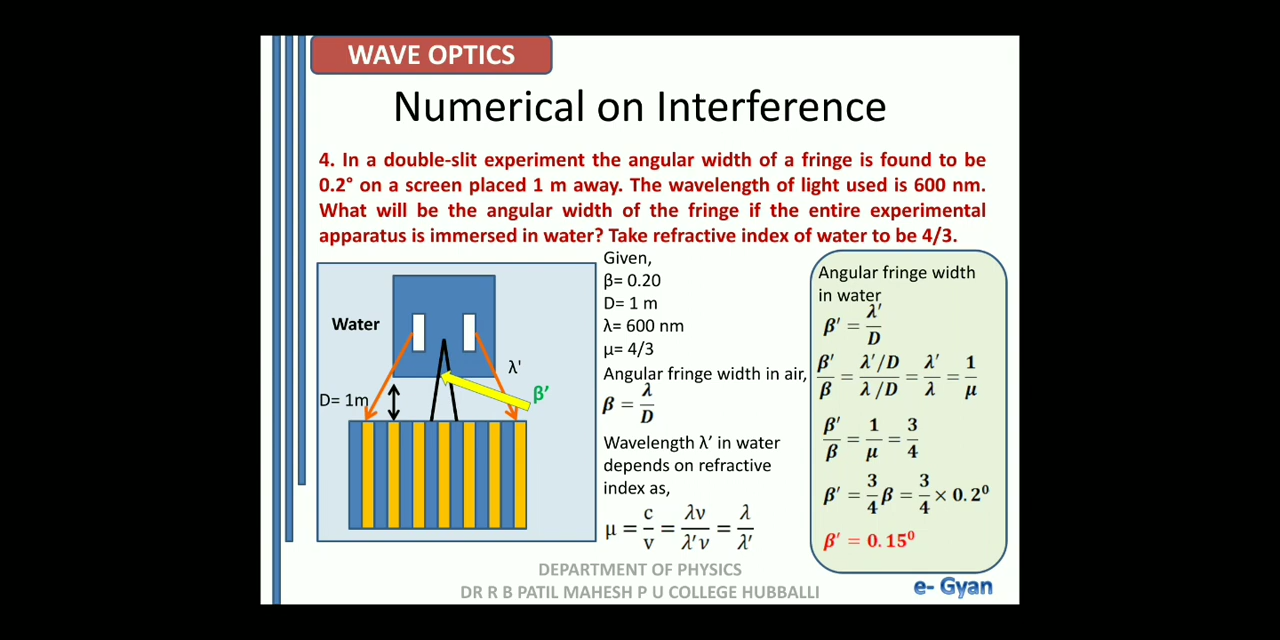 WAVE OPTICS
Numerical on Interference
4. In a double-slit experiment the angular width of a fringe is found to be
0.2° on a screen placed 1 m away. The wavelength of light used is 600 nm.
What will be the angular width of the fringe if the entire experimental
apparatus is immersed in water? Take refractive index of water to be 4/3.
Water
λ'
D= 1m
β’
Given,
β= 0.20
D= 1 m
λ= 600 nm
μ= 4/3
Angular fringe width in air,
β = λ/D
Wavelength λ’ in water
depends on refractive
index as,
μ = c/v = λν/λ'ν = λ/λ'
Angular fringe width
in water
β' = λ'/D
β'/β = (λ'/D)/(λ/D) = λ'/λ = 1/μ
β'/β = 1/μ = 3/4
β' = 3/4 β = 3/4 × 0.2⁰
β' = 0.15⁰
DEPARTMENT OF PHYSICS
DR R B PATIL MAHESH P U COLLEGE HUBBALLI
e- Gyan